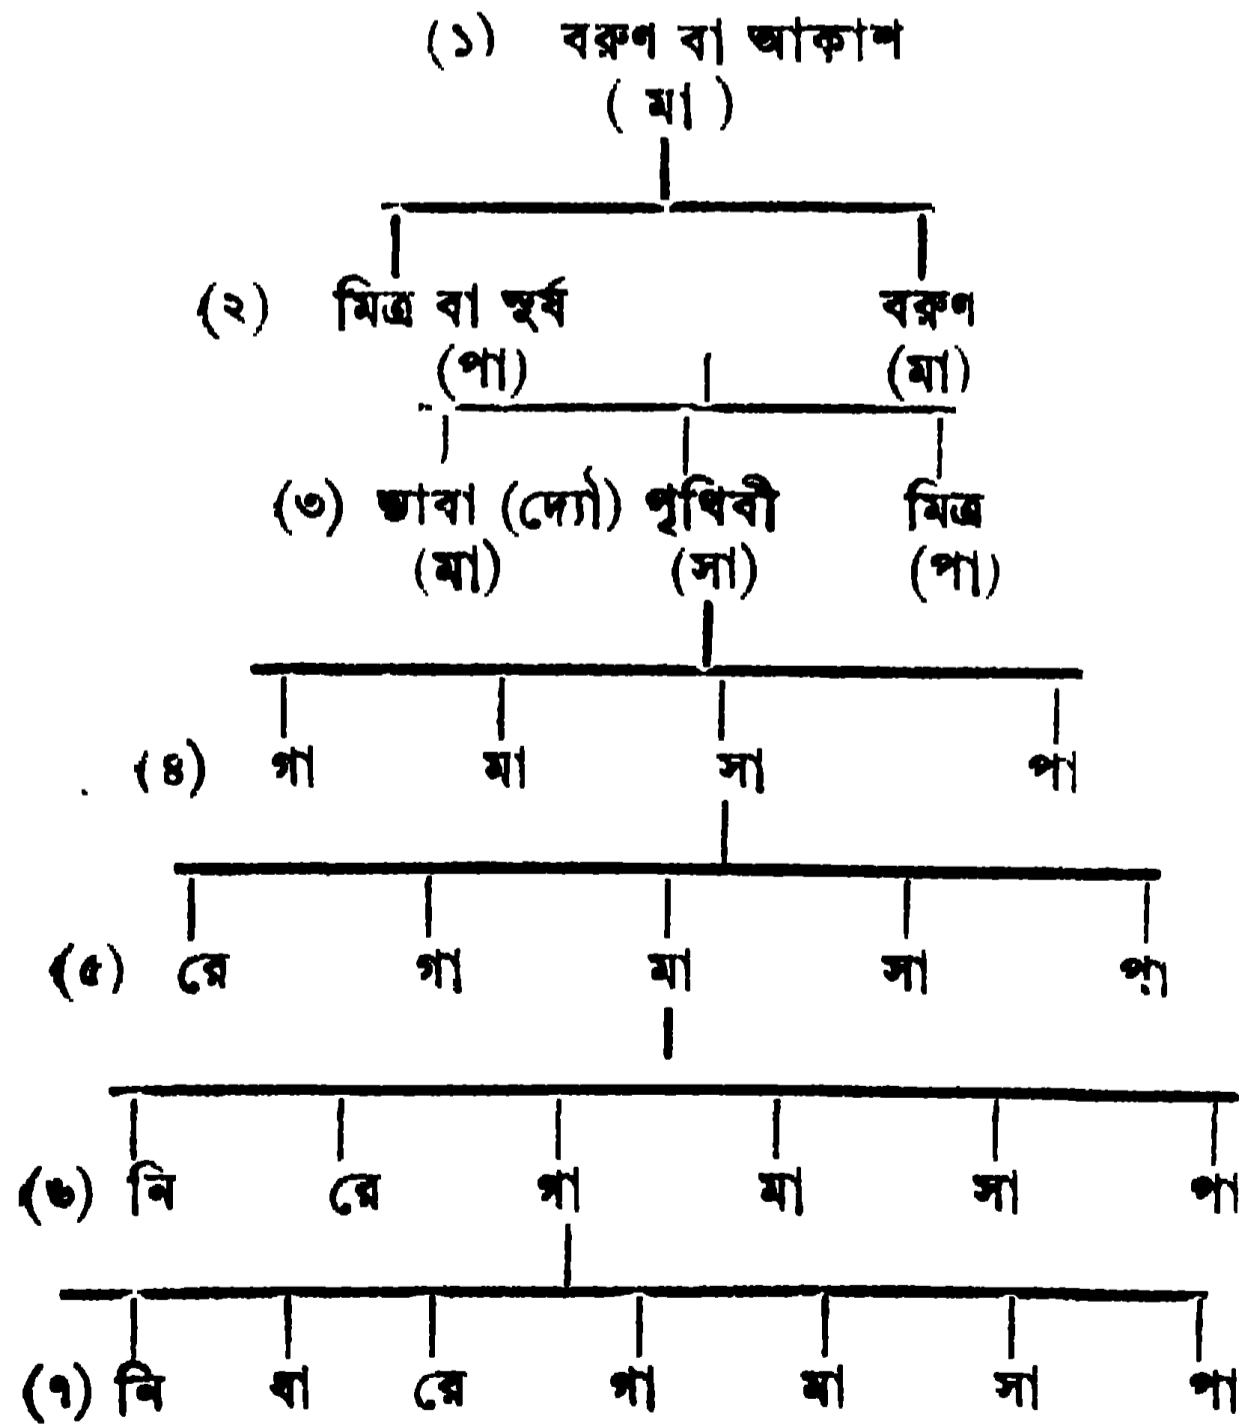 (১) বরুণ বা আকাশ
( মা )
(২) মিত্র বা সূর্য বরুণ
(পা) (মা)
(৩) দ্যাবা (দ্যৌ) পৃথিবী মিত্র
(মা) (সা) (পা)
(৪) গা মা সা পা
(৫) রে গা মা সা পা
(৬) নি রে গা মা সা পা
(৭) নি ধা রে গা মা সা পা